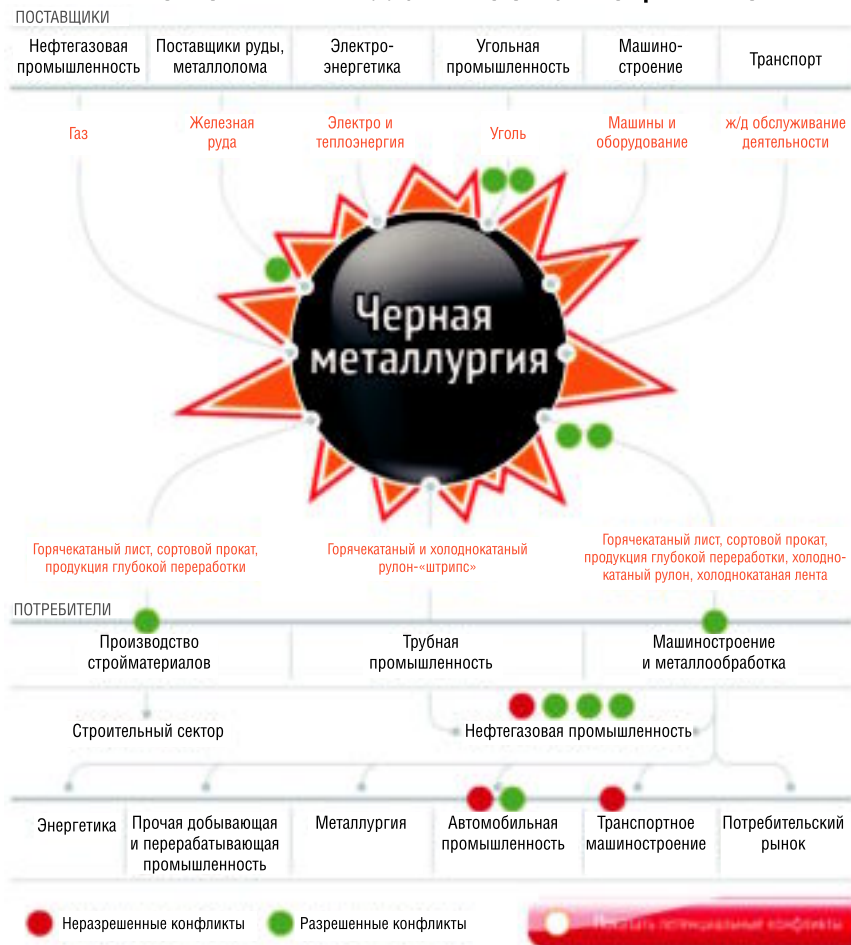 ПОСТАВЩИКИ
Нефтегазовая
промышленность
Поставщики руды,
металлолома
Электро-
энергетика
Угольная
промышленность
Машино-
строение
Транспорт
Газ
Железная
руда
Электро и
теплоэнергия
Уголь
Машины и
оборудование
ж/д обслуживание
деятельности
Черная
металлургия
Горячекатаный лист, сортовой прокат,
продукция глубокой переработки
Горячекатаный и холоднокатаный
рулон-«штрипс»
Горячекатаный лист, сортовой прокат,
продукция глубокой переработки, холодно-
катаный рулон, холоднокатаная лента
ПОТРЕБИТЕЛИ
Производство
стройматериалов
Трубная
промышленность
Машиностроение
и металлообработка
Строительный сектор
Нефтегазовая промышленность
Энергетика
Прочая добывающая
и перерабатывающая
промышленность
Металлургия
Автомобильная
промышленность
Транспортное
машиностроение
Потребительский
рынок
Неразрешенные конфликты
Разрешенные конфликты
Показать потенциальные конфликты